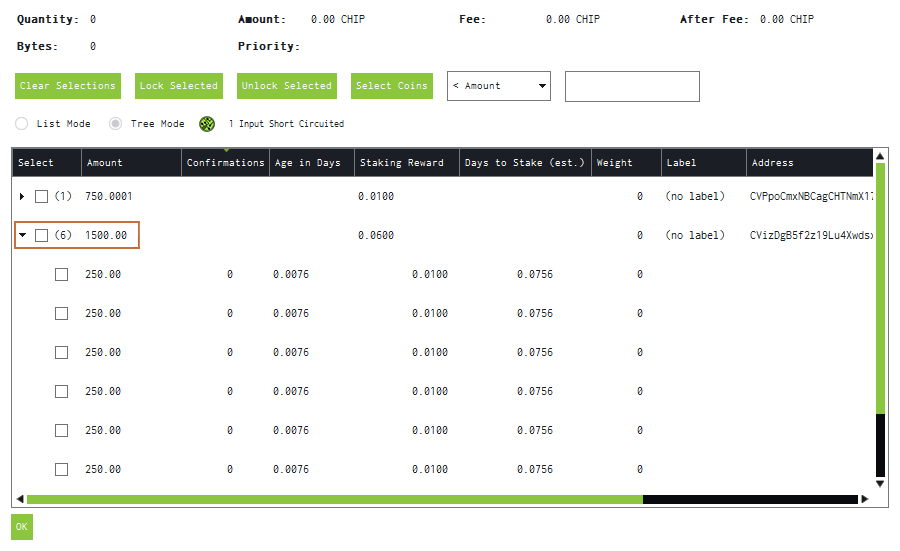 Quantity: 0 Amount: 0.00 CHIP Fee: 0.00 CHIP After Fee: 0.00 CHIP
Bytes: 0 Priority:
Clear Selections Lock Selected Unlock Selected Select Coins < Amount
List Mode Tree Mode 1 Input Short Circuited
Select Amount Confirmations Age in Days Staking Reward Days to Stake (est.) Weight Label Address
(1) 750.0001 0.0100 0 (no label) CVPpoCmxNBCagCHTNmX17
(6) 1500.00 0.0600 0 (no label) CVizDgB5f2z19Lu4Xwdsx
250.00 0 0.0076 0.0100 0.0756 0
250.00 0 0.0076 0.0100 0.0756 0
250.00 0 0.0076 0.0100 0.0756 0
250.00 0 0.0076 0.0100 0.0756 0
250.00 0 0.0076 0.0100 0.0756 0
250.00 0 0.0076 0.0100 0.0756 0
OK